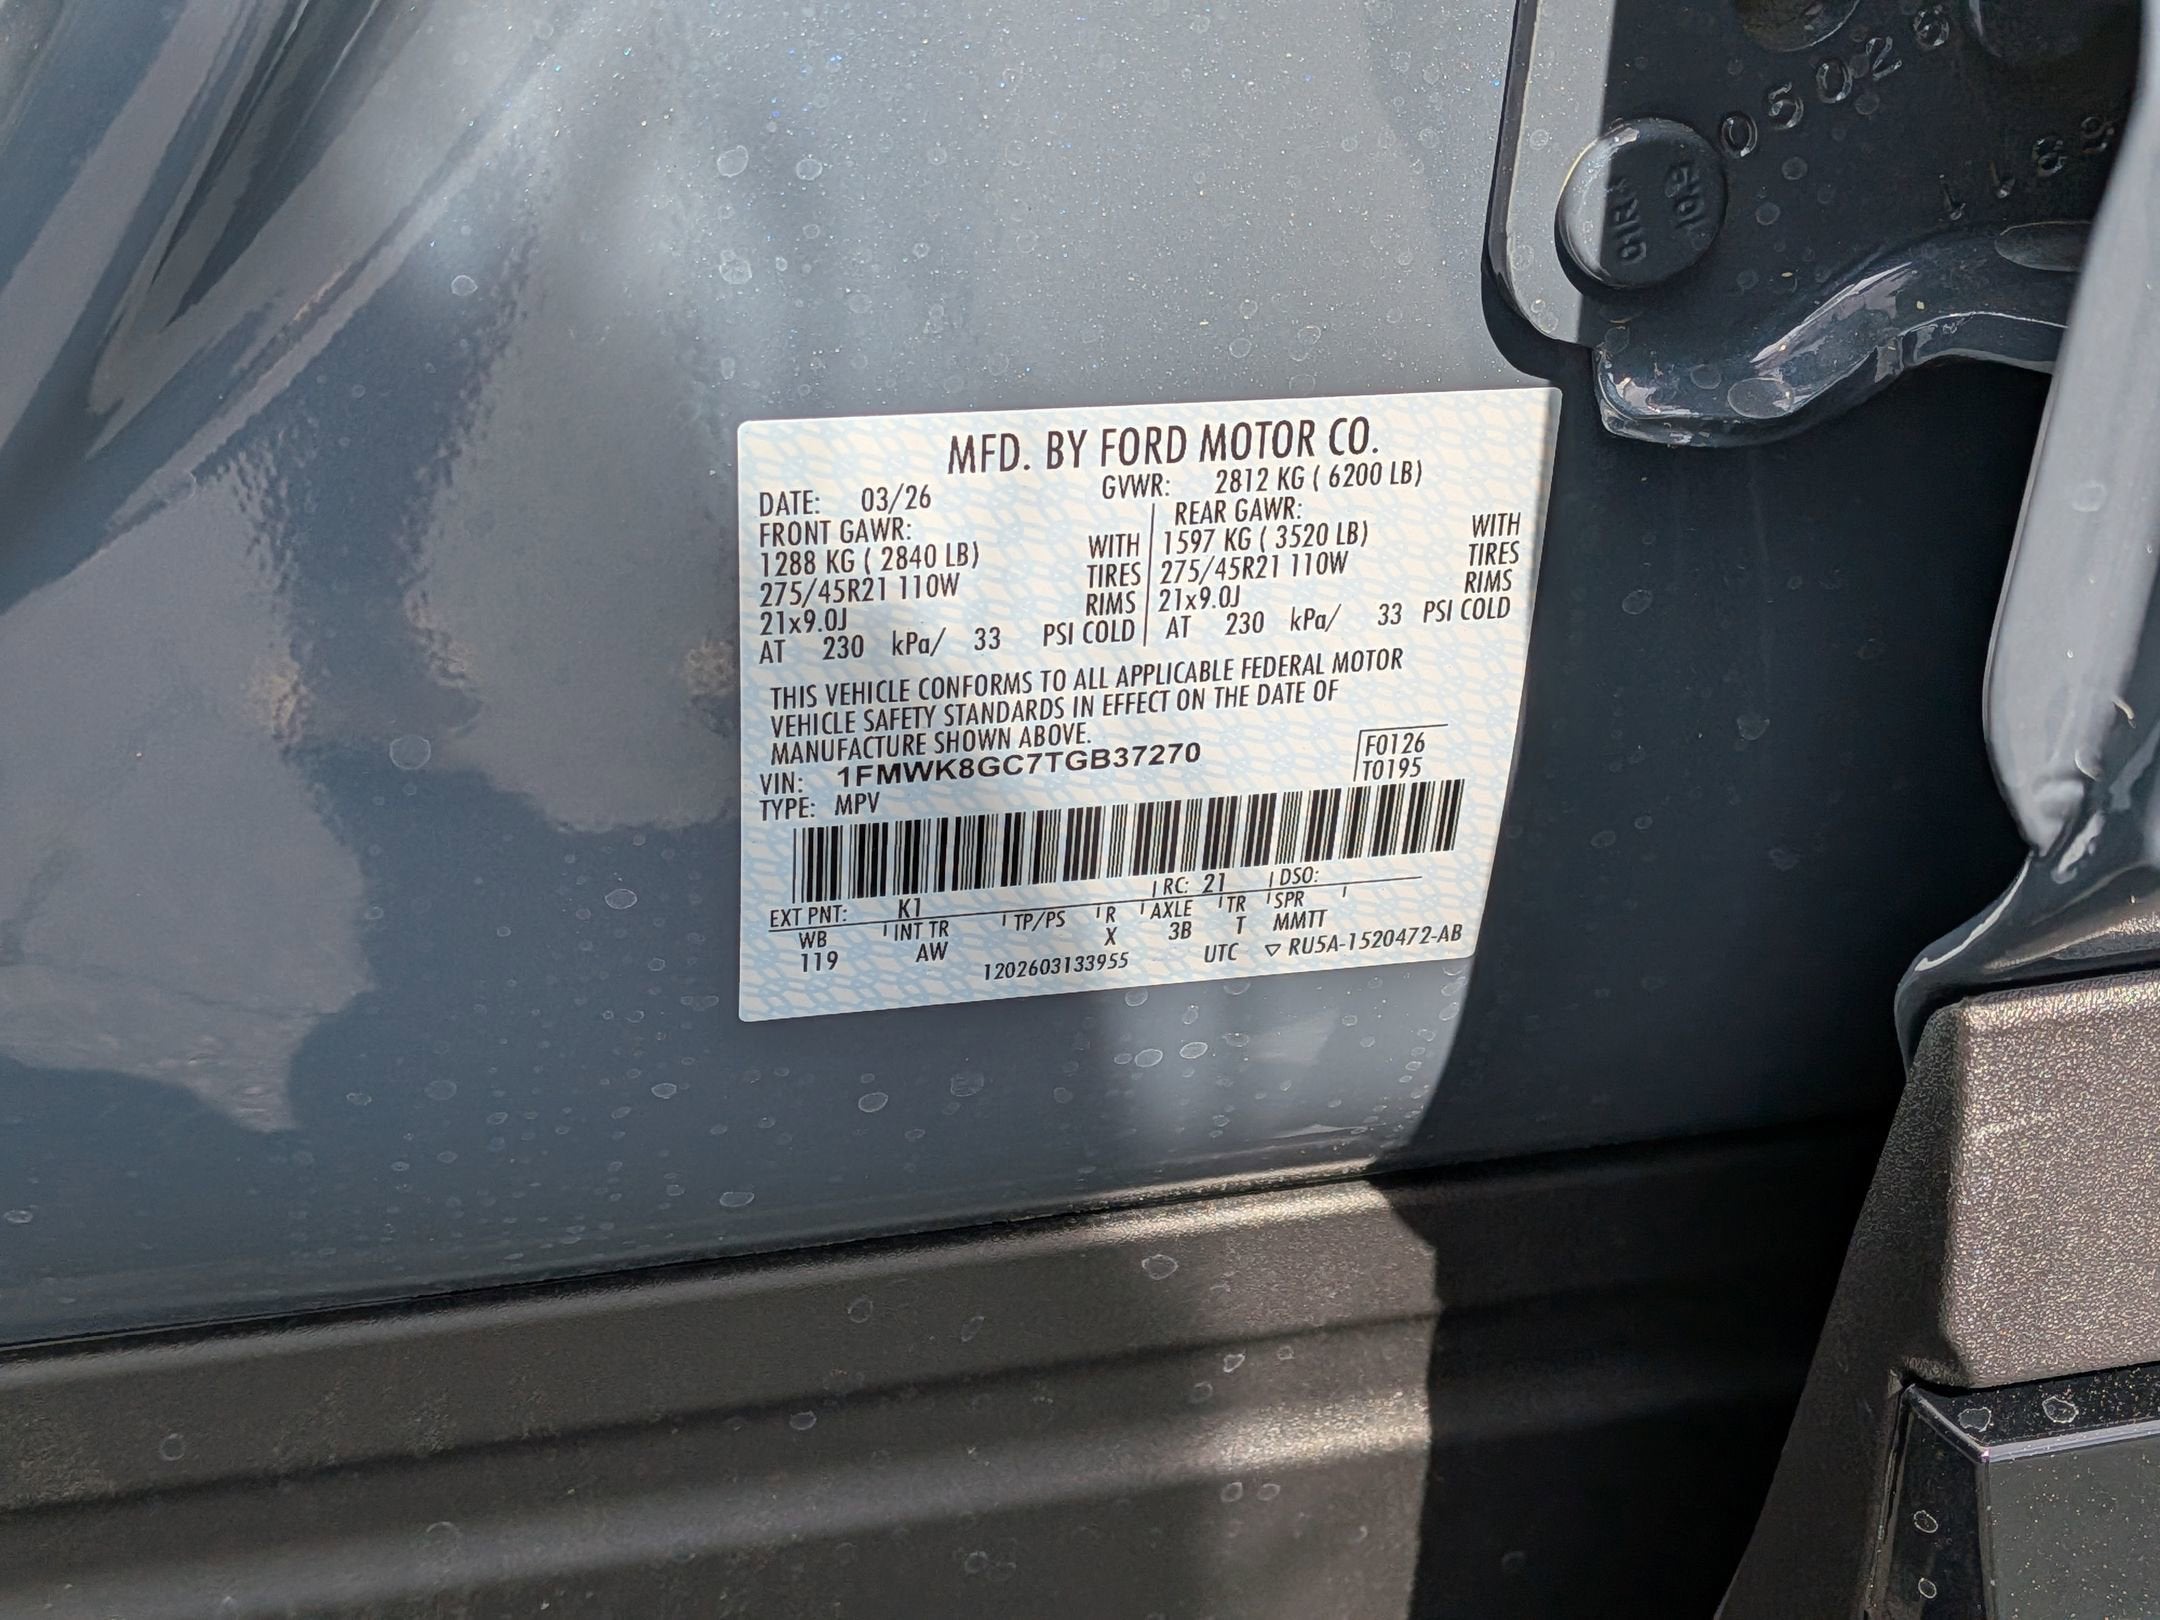 MFD. BY FORD MOTOR CO.
DATE: 03/26 GVWR: 2812 KG ( 6200 LB)
FRONT GAWR: REAR GAWR:
1288 KG ( 2840 LB) WITH 1597 KG ( 3520 LB) WITH
275/45R21 110W TIRES 275/45R21 110W TIRES
21x9.0J RIMS 21x9.0J RIMS
AT 230 kPa/ 33 PSI COLD AT 230 kPa/ 33 PSI COLD
THIS VEHICLE CONFORMS TO ALL APPLICABLE FEDERAL MOTOR
VEHICLE SAFETY STANDARDS IN EFFECT ON THE DATE OF
MANUFACTURE SHOWN ABOVE.
VIN: 1FMWK8GC7TGB37270 F0126
TYPE: MPV T0195
EXT PNT: K1 RC: 21 DSO:
WB INT TR TP/PS R AXLE TR SPR
119 AW X 3B T MMTT
1202603133955 UTC ▽ RU5A-1520472-AB